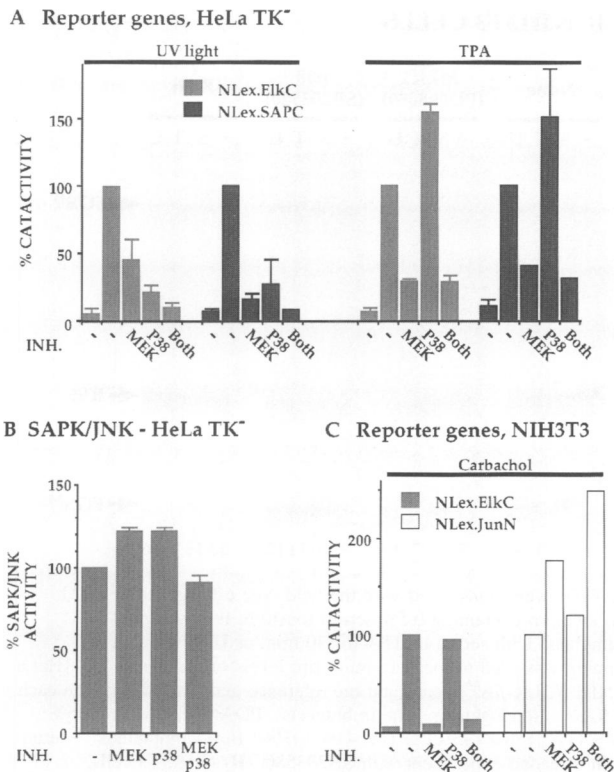 A Reporter genes, HeLa TK⁻
UV light
TPA
NLex.ElkC
NLex.SAPC
% CATACTIVITY
150
100
50
0
INH.
- - MEK P38 Both - - MEK P38 Both - - MEK P38 Both - - MEK P38 Both
B SAPK/JNK - HeLa TK⁻
% SAPK/JNK
ACTIVITY
150
100
50
0
INH. - MEK p38 MEK
p38
C Reporter genes, NIH3T3
Carbachol
NLex.ElkC
NLex.JunN
% CATACTIVITY
200
100
0
INH. - - MEK P38 Both - - MEK P38 Both